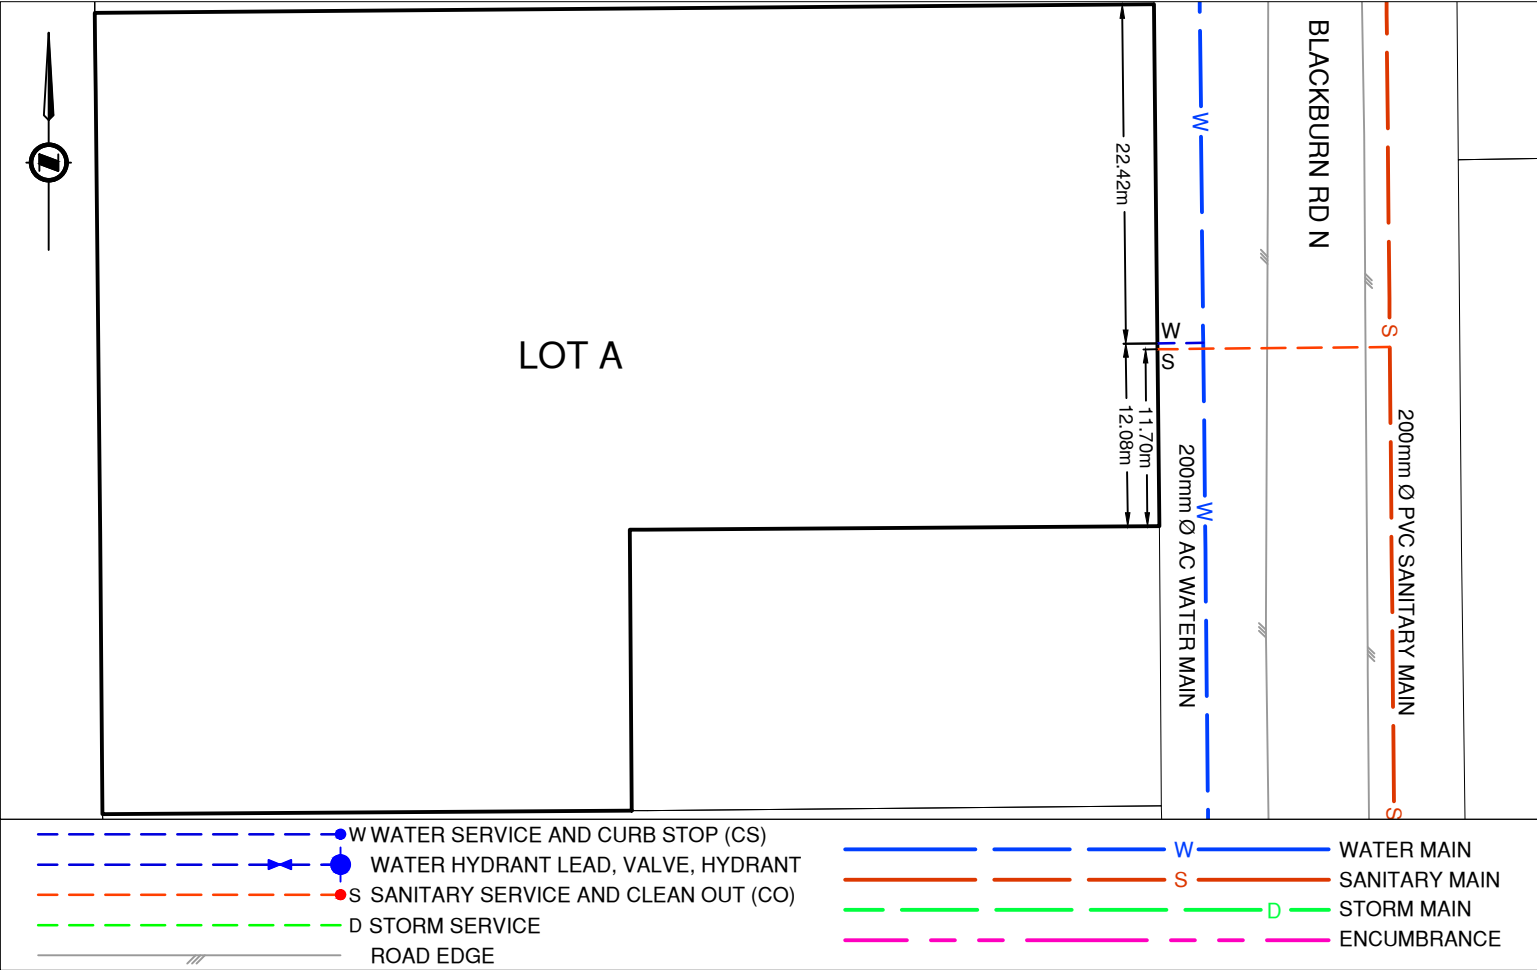 BLACKBURN RD N
W
22.42m
W
S
LOT A
S
11.70m
12.08m
200mm Ø AC WATER MAIN
W
200mm Ø PVC SANITARY MAIN
S
W WATER SERVICE AND CURB STOP (CS)
WATER HYDRANT LEAD, VALVE, HYDRANT
S SANITARY SERVICE AND CLEAN OUT (CO)
D STORM SERVICE
ROAD EDGE
W WATER MAIN
S SANITARY MAIN
D STORM MAIN
ENCUMBRANCE